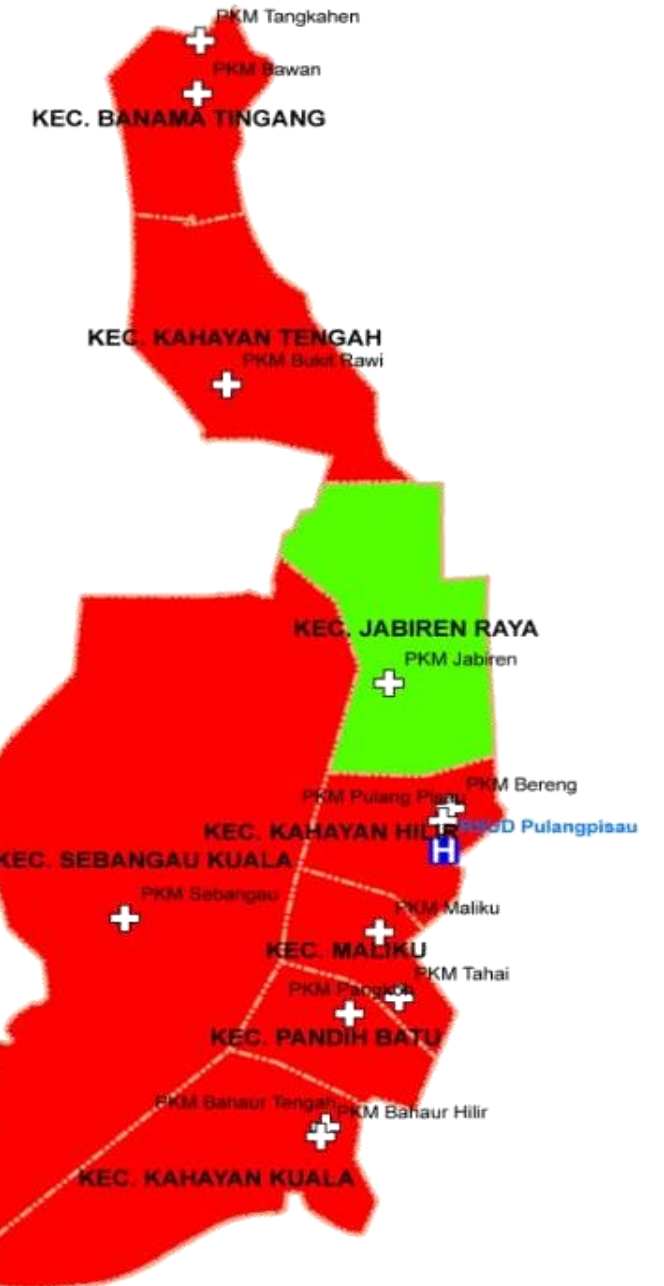 PKM Tangkahen
PKM Bawan
KEC. BANAMA TINGANG
KEC. KAHAYAN TENGAH
PKM Bukit Rawi
KEC. JABIREN RAYA
PKM Jabiren
PKM Bereng
PKM Pulang Pisau
RSUD Pulangpisau
KEC. KAHAYAN HILIR
H
KEC. SEBANGAU KUALA
PKM Sebangau
PKM Maliku
KEC. MALIKU
PKM Tahai
PKM Pangkoh
KEC. PANDIH BATU
PKM Bahaur Tengah
PKM Bahaur Hilir
KEC. KAHAYAN KUALA